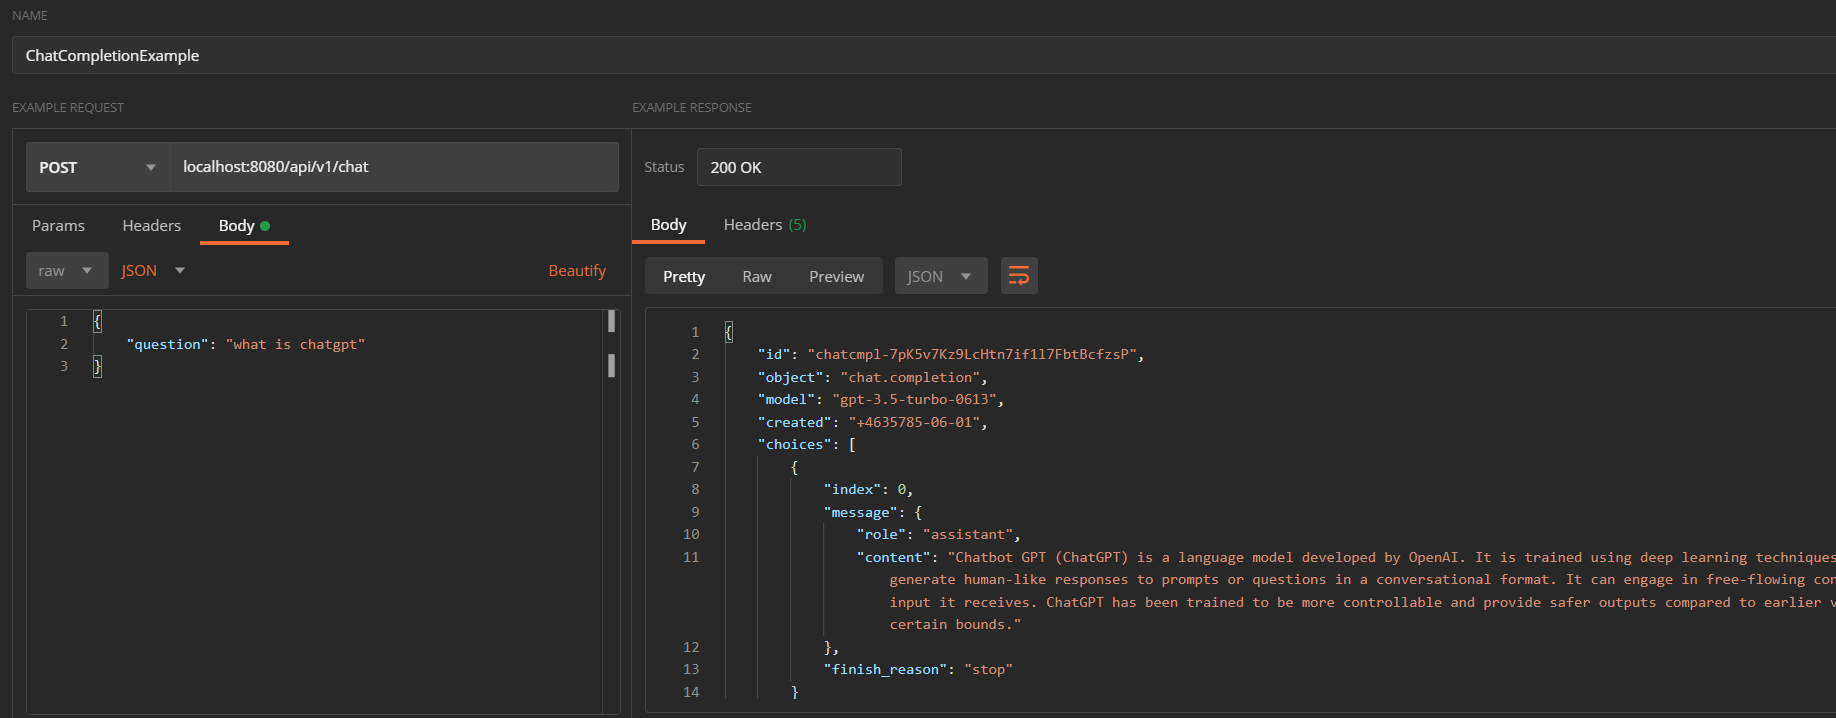 NAME
ChatCompletionExample
EXAMPLE REQUEST
EXAMPLE RESPONSE
POST
localhost:8080/api/v1/chat
Status
200 OK
Params
Headers
Body
Body
Headers (5)
raw
JSON
Beautify
Pretty
Raw
Preview
JSON
1 {
2 "question": "what is chatgpt"
3 }
1 {
2 "id": "chatcmpl-7pK5v7Kz9LcHtn7if1l7FbtBcfzsP",
3 "object": "chat.completion",
4 "model": "gpt-3.5-turbo-0613",
5 "created": "+4635785-06-01",
6 "choices": [
7 {
8 "index": 0,
9 "message": {
10 "role": "assistant",
11 "content": "Chatbot GPT (ChatGPT) is a language model developed by OpenAI. It is trained using deep learning techniques
generate human-like responses to prompts or questions in a conversational format. It can engage in free-flowing con
input it receives. ChatGPT has been trained to be more controllable and provide safer outputs compared to earlier v
certain bounds."
12 },
13 "finish_reason": "stop"
14 }